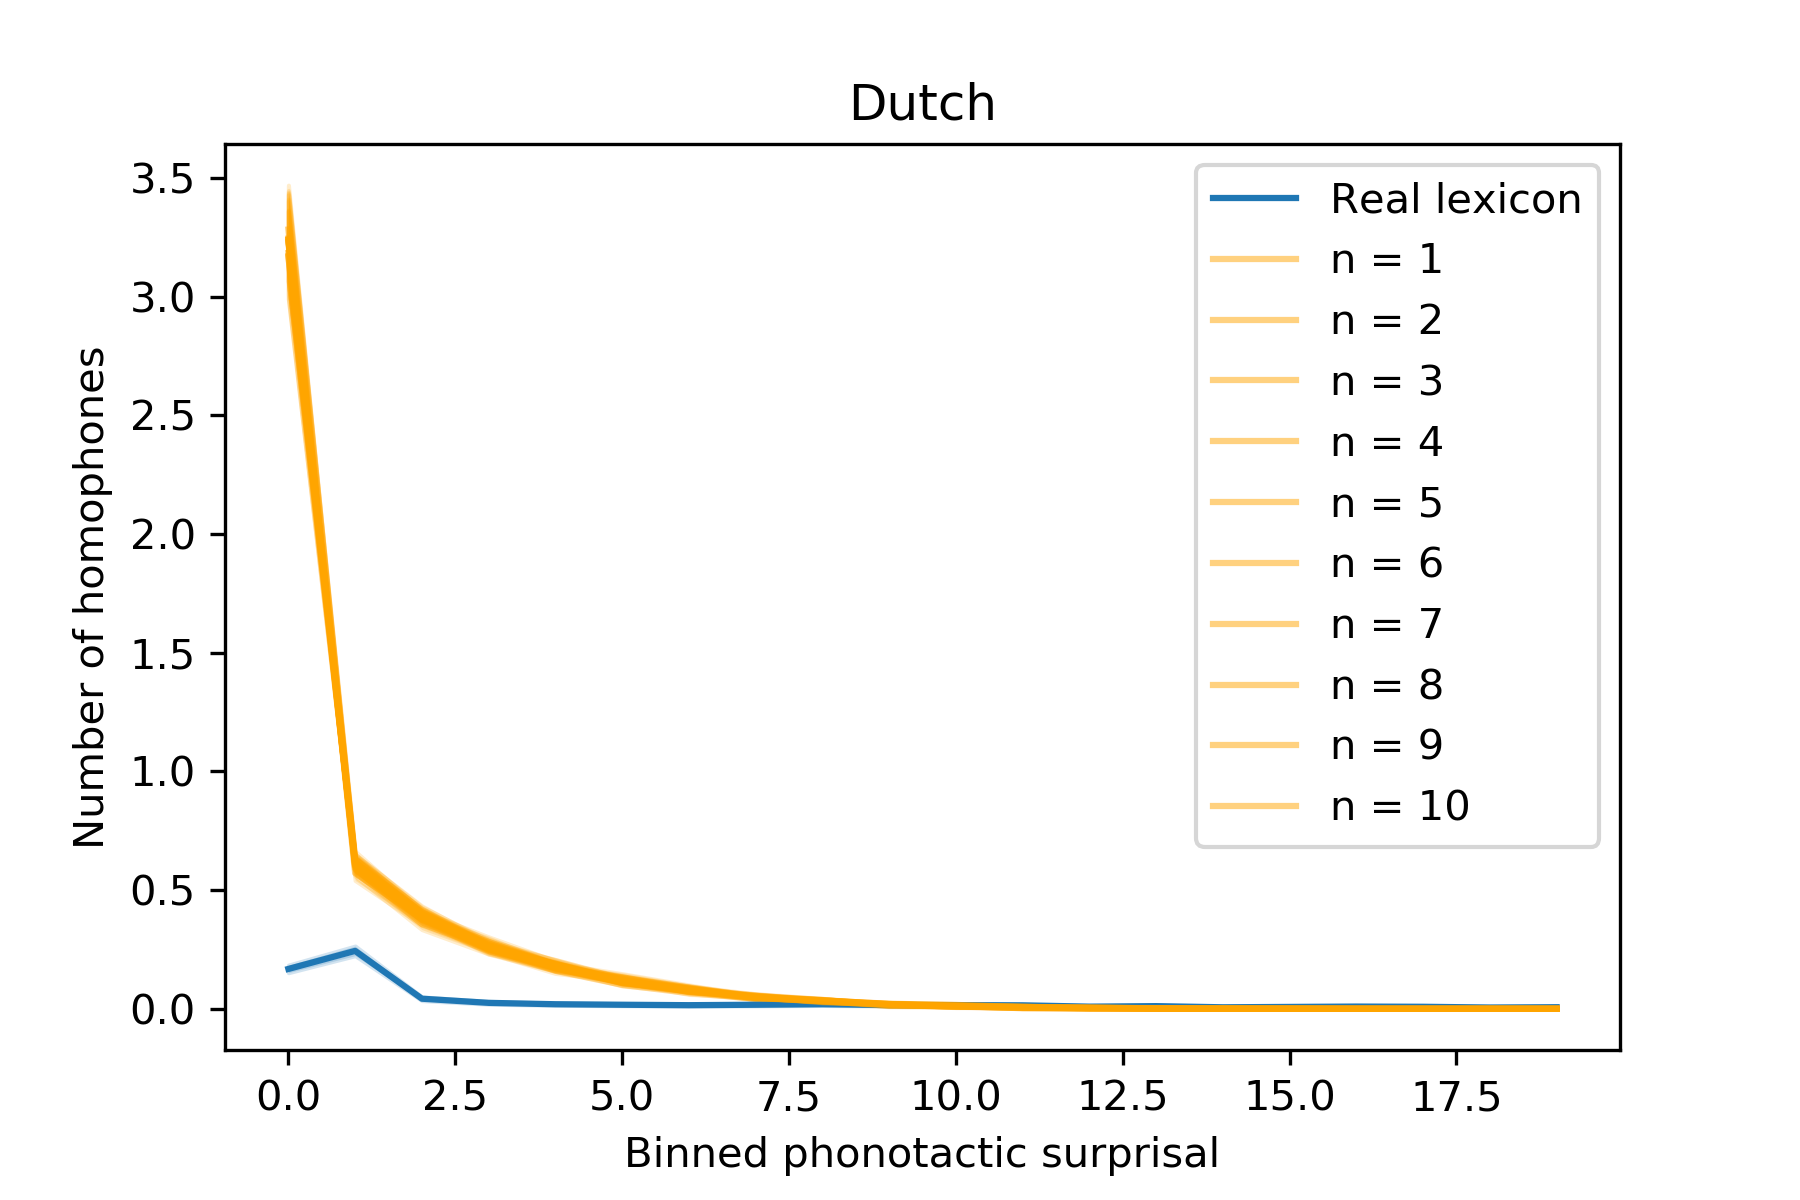 Dutch
3.5
3.0
2.5
2.0
1.5
1.0
0.5
0.0
Number of homophones
Real lexicon
n = 1
n = 2
n = 3
n = 4
n = 5
n = 6
n = 7
n = 8
n = 9
n = 10
0.0 2.5 5.0 7.5 10.0 12.5 15.0 17.5
Binned phonotactic surprisal